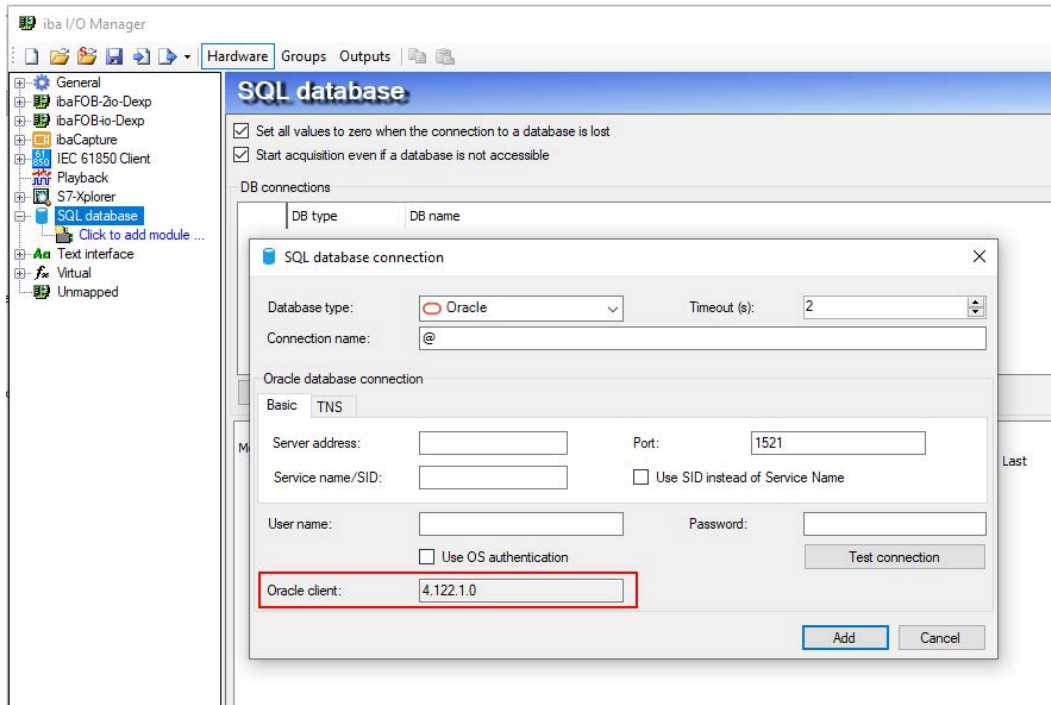 iba I/O Manager
Hardware Groups Outputs
General
ibaFOB-2io-Dexp
ibaFOB-io-Dexp
ibaCapture
61 850 IEC 61850 Client
Playback
S7-Xplorer
SQL database
Click to add module ...
Text interface
Virtual
Unmapped
SQL database
Set all values to zero when the connection to a database is lost
Start acquisition even if a database is not accessible
DB connections
DB type DB name
SQL database connection
Database type: Oracle Timeout (s): 2
Connection name: @
Oracle database connection
Basic TNS
Server address: Port: 1521
Service name/SID: Use SID instead of Service Name
User name: Password:
Use OS authentication Test connection
Oracle client: 4.122.1.0
Add Cancel
Last